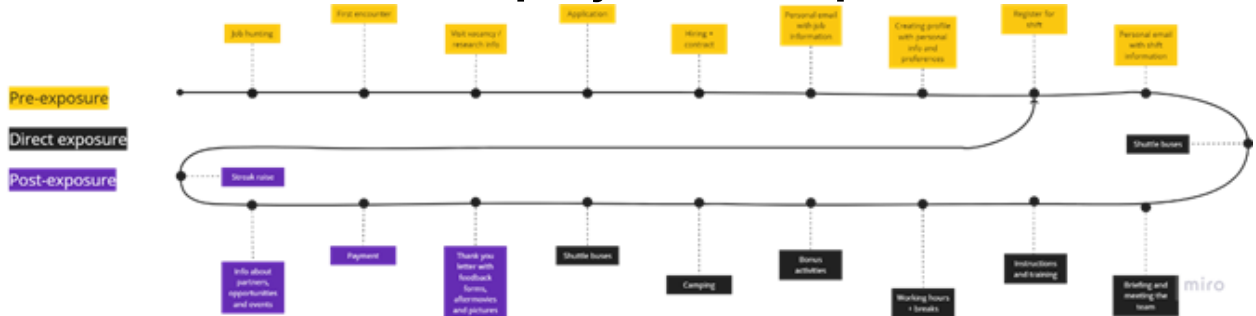 Job hunting
First encounter
Visit vacancy /
research info
Application
Hiring +
contract
Personal email
with job
information
Creating profile
with personal
info and
preferences
Register for
shift
Personal email
with shift
information
Pre-exposure
Direct exposure
Post-exposure
Shuttle buses
Streak raise
Info about
partners,
opportunities
and events
Payment
Thank you
letter with
feedback
forms,
aftermovies
and pictures
Shuttle buses
Camping
Bonus
activities
Working hours
+ breaks
Instructions
and training
Briefing and
meeting the
team
miro